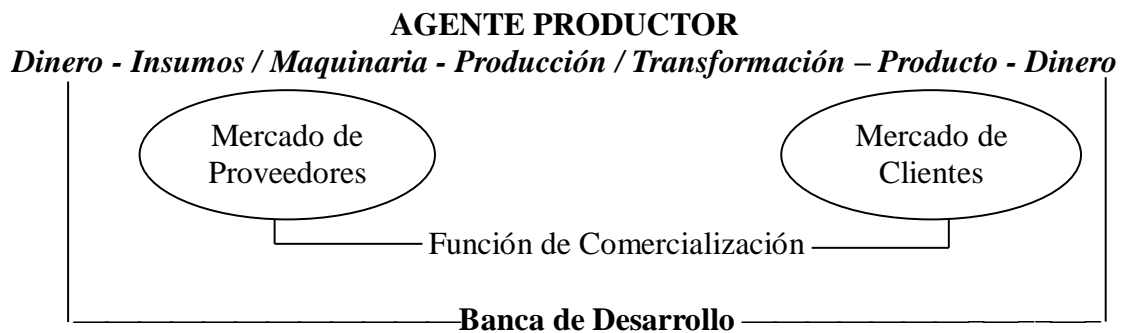 AGENTE PRODUCTOR
Dinero - Insumos / Maquinaria - Producción / Transformación – Producto - Dinero
Mercado de
Proveedores
Mercado de
Clientes
Función de Comercialización
Banca de Desarrollo